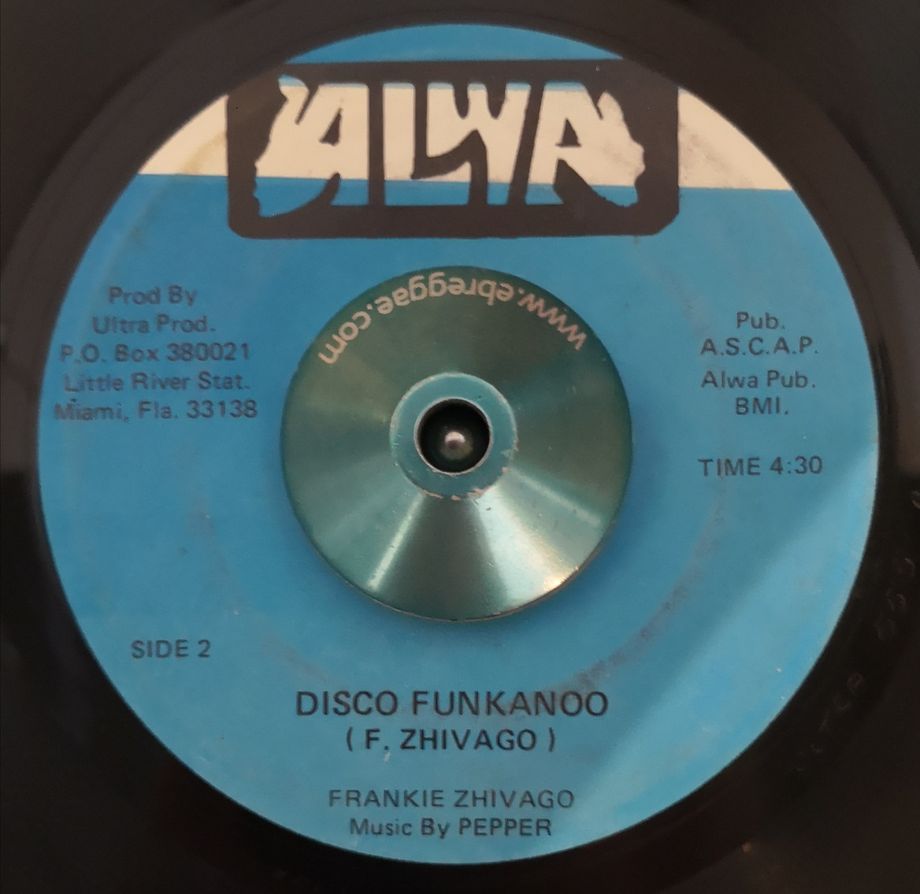 ALWA
www.ebreggae.com
Prod By
Ultra Prod.
P.O. Box 380021
Little River Stat.
Miami, Fla. 33138
Pub.
A.S.C.A.P.
Alwa Pub.
BMI.
TIME 4:30
SIDE 2
DISCO FUNKANOO
( F. ZHIVAGO )
FRANKIE ZHIVAGO
Music By PEPPER